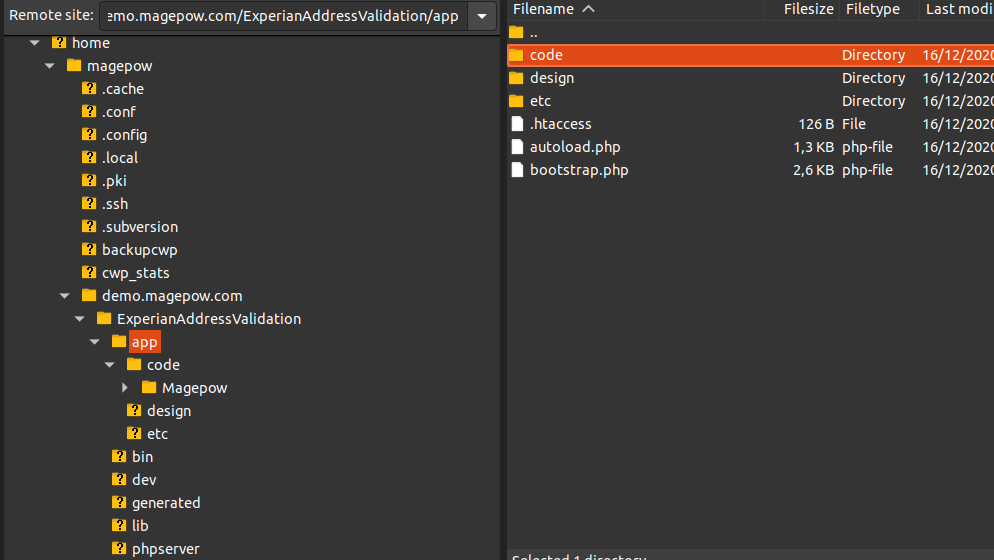 Remote site: emo.magepow.com/ExperianAddressValidation/app
home
magepow
.cache
.conf
.config
.local
.pki
.ssh
.subversion
backupcwp
cwp_stats
demo.magepow.com
ExperianAddressValidation
app
code
Magepow
design
etc
bin
dev
generated
lib
phpserver
Filename Filesize Filetype Last modi
..
code Directory 16/12/2020
design Directory 16/12/2020
etc Directory 16/12/2020
.htaccess 126 B File 16/12/2020
autoload.php 1,3 KB php-file 16/12/2020
bootstrap.php 2,6 KB php-file 16/12/2020
Selected 1 directory.